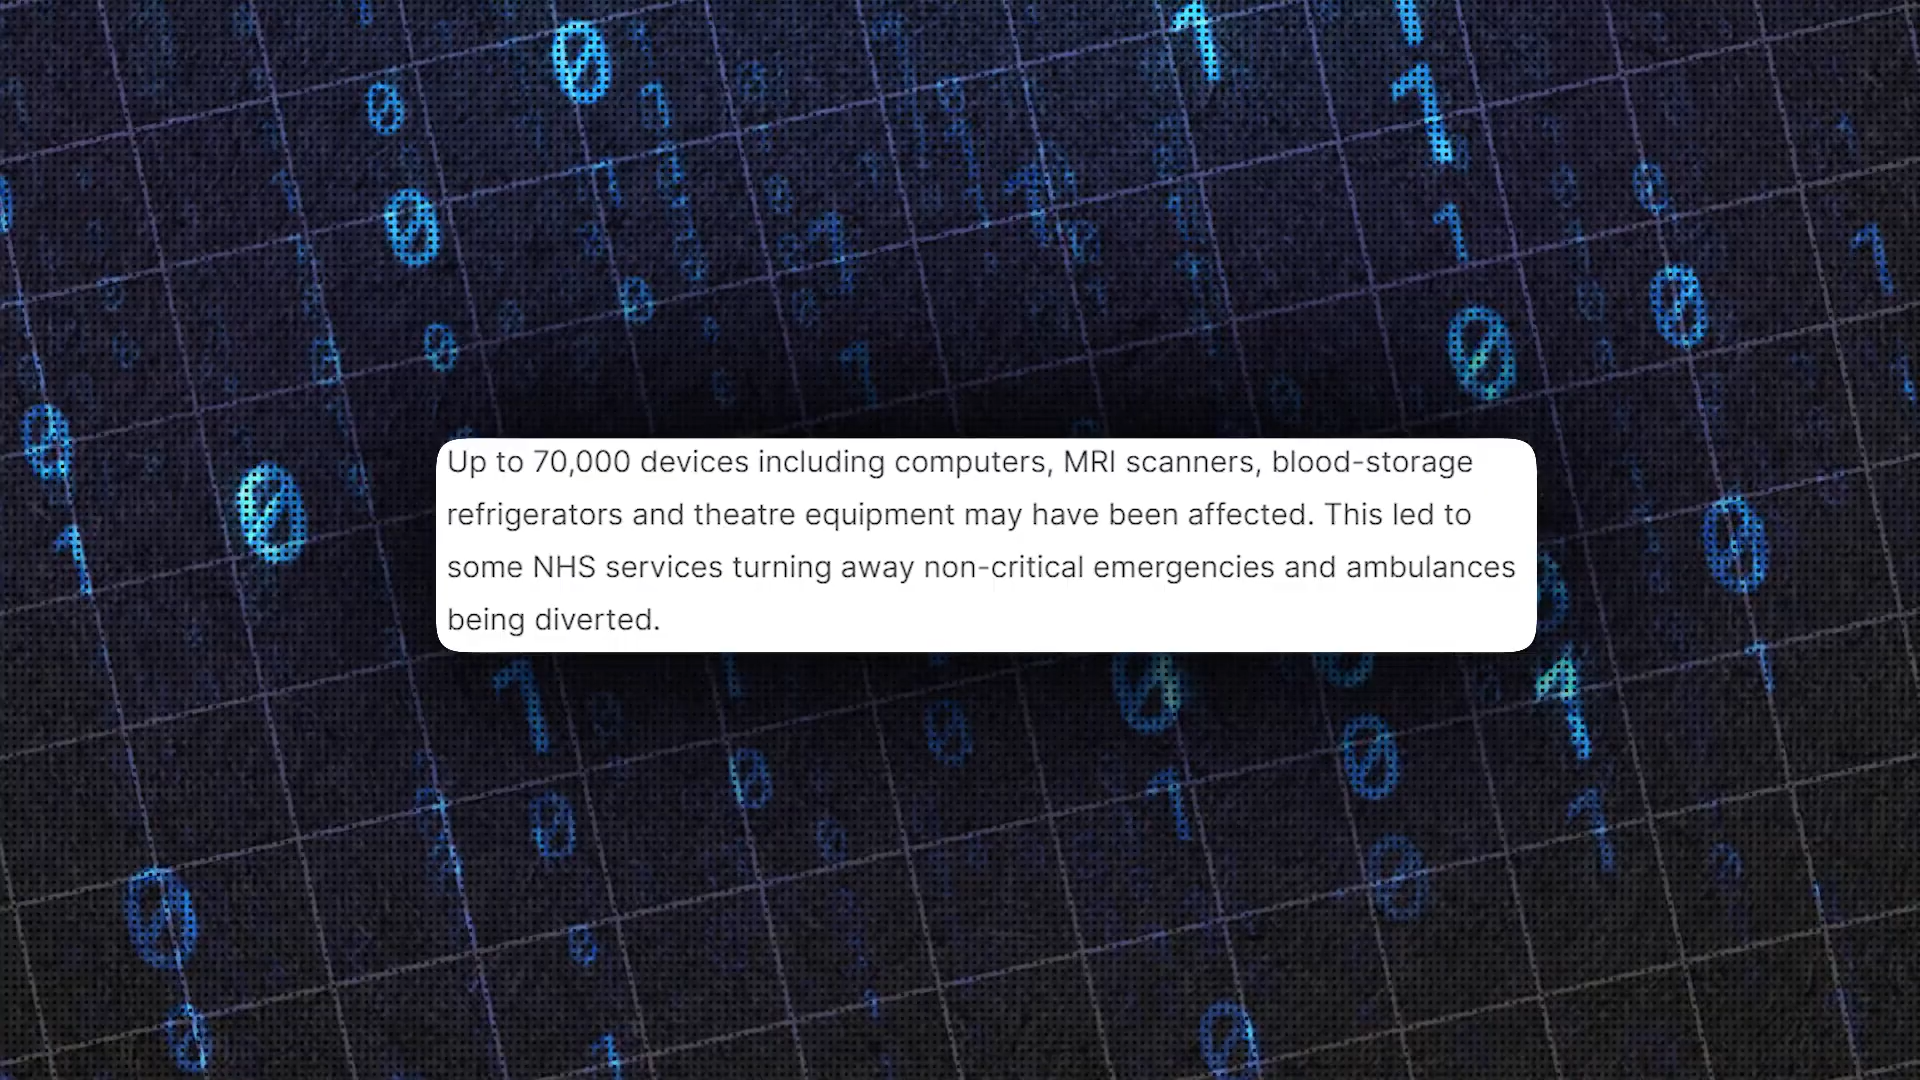 Up to 70,000 devices including computers, MRI scanners, blood-storage
refrigerators and theatre equipment may have been affected. This led to
some NHS services turning away non-critical emergencies and ambulances
being diverted.